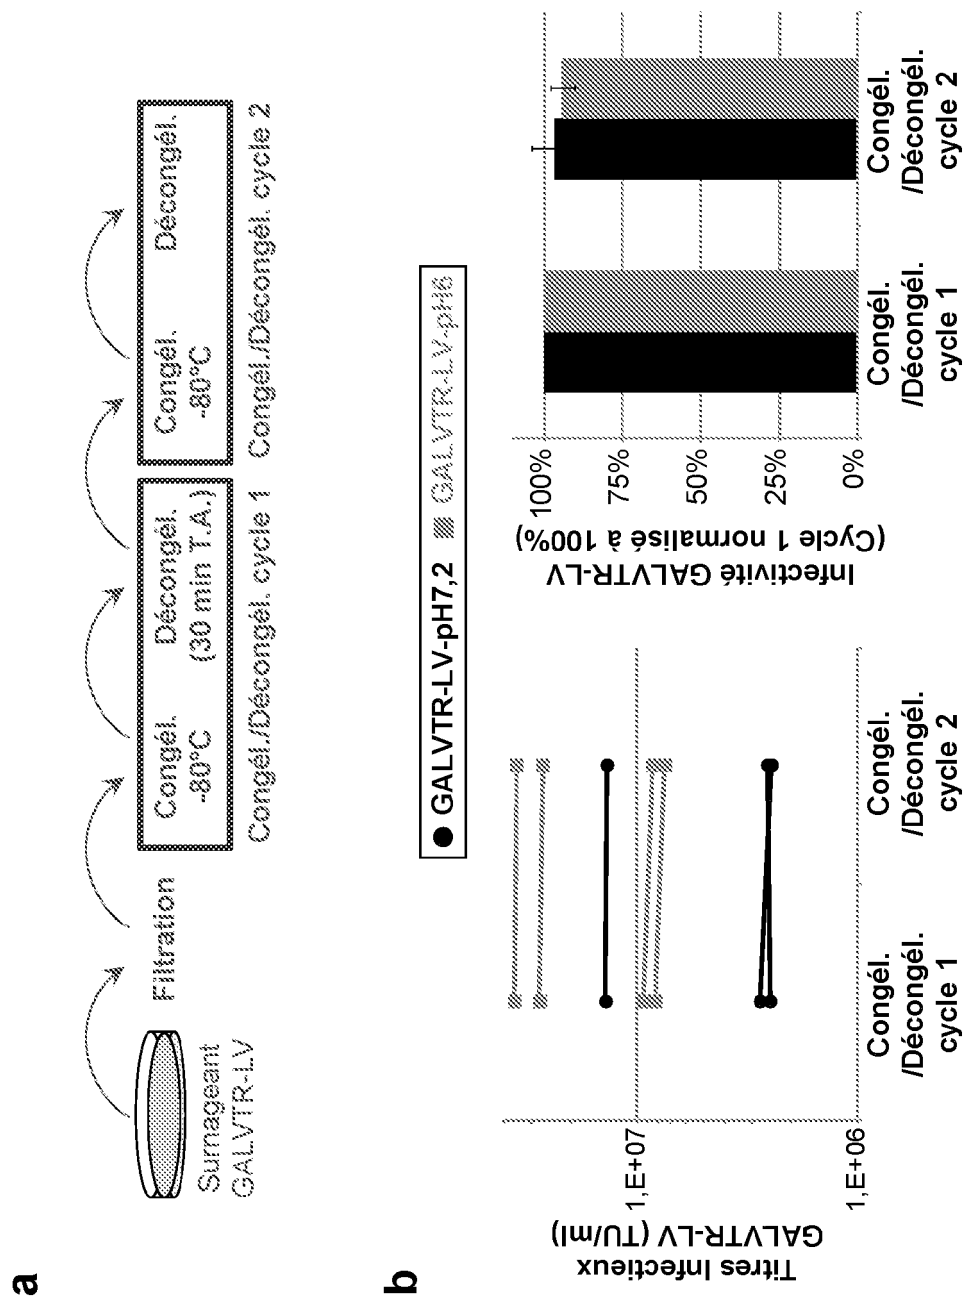 a
Surnageant
GALVTR-LV
Filtration
Congél.
-80°C
Décongél.
(30 min T.A.)
Congél./Décongél. cycle 1
Congél.
-80°C
Décongél.
Congél./Décongél. cycle 2
b
GALVTR-LV-pH7,2
GALVTR-LV-pH6
Titres Infectieux
GALVTR-LV (TU/ml)
1,E+07
1,E+06
Congél.
/Décongél.
cycle 1
Congél.
/Décongél.
cycle 2
Infectivité GALVTR-LV
(Cycle 1 normalisé à 100%)
100%
75%
50%
25%
0%
Congél.
/Décongél.
cycle 1
Congél.
/Décongél.
cycle 2